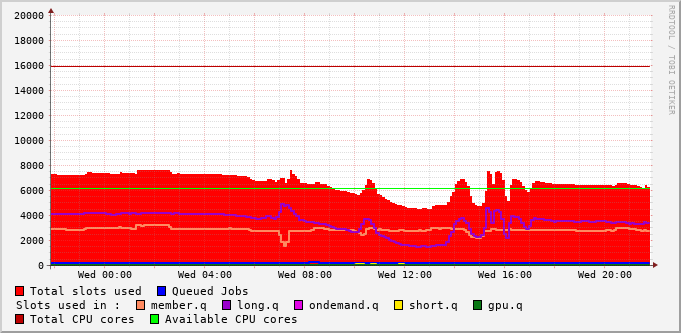 20000
18000
16000
14000
12000
10000
8000
6000
4000
2000
0
Wed 00:00 Wed 04:00 Wed 08:00 Wed 12:00 Wed 16:00 Wed 20:00
Total slots used Queued Jobs
Slots used in : member.q long.q ondemand.q short.q gpu.q
Total CPU cores Available CPU cores
RRDTOOL / TOBI OETIKER